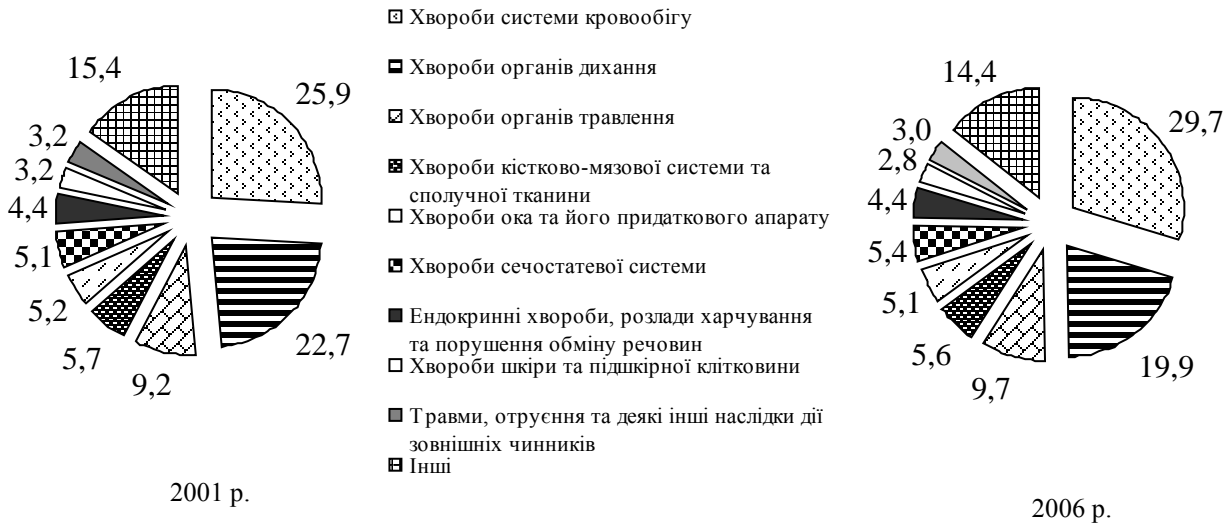 15,4
25,9
3,2
3,2
4,4
5,1
5,2
5,7
9,2
22,7
2001 р.
Хвороби системи кровообігу
Хвороби органів дихання
Хвороби органів травлення
Хвороби кістково-мязової системи та
сполучної тканини
Хвороби ока та його придаткового апарату
Хвороби сечостатевої системи
Ендокринні хвороби, розлади харчування
та порушення обміну речовин
Хвороби шкіри та підшкірної клітковини
Травми, отруєння та деякі інші наслідки дії
зовнішніх чинників
Інші
14,4
29,7
3,0
2,8
4,4
5,4
5,1
5,6
9,7
19,9
2006 р.